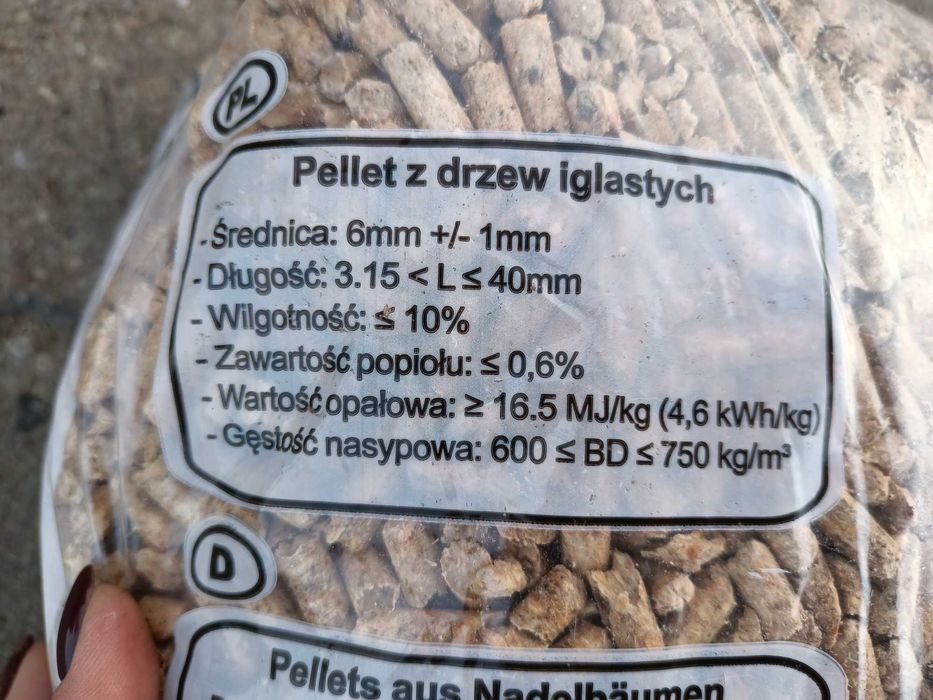 PL
Pellet z drzew iglastych
- Średnica: 6mm +/- 1mm
- Długość: 3.15 < L ≤ 40mm
- Wilgotność: ≤ 10%
- Zawartość popiołu: ≤ 0,6%
- Wartość opałowa: ≥ 16.5 MJ/kg (4,6 kWh/kg)
- Gęstość nasypowa: 600 ≤ BD ≤ 750 kg/m³
D
Pellets aus Nadelbäumen